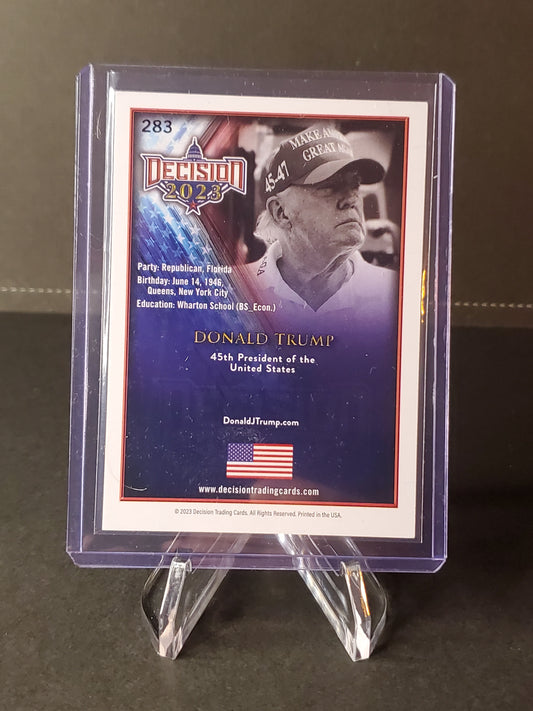 283
DECISION
2023
MAKE AM
GREAT AG
45-47
Party: Republican, Florida
Birthday: June 14, 1946,
Queens, New York City
Education: Wharton School (BS_Econ.)
DONALD TRUMP
45th President of the
United States
DonaldJTrump.com
www.decisiontradingcards.com
© 2023 Decision Trading Cards. All Rights Reserved. Printed in the USA.